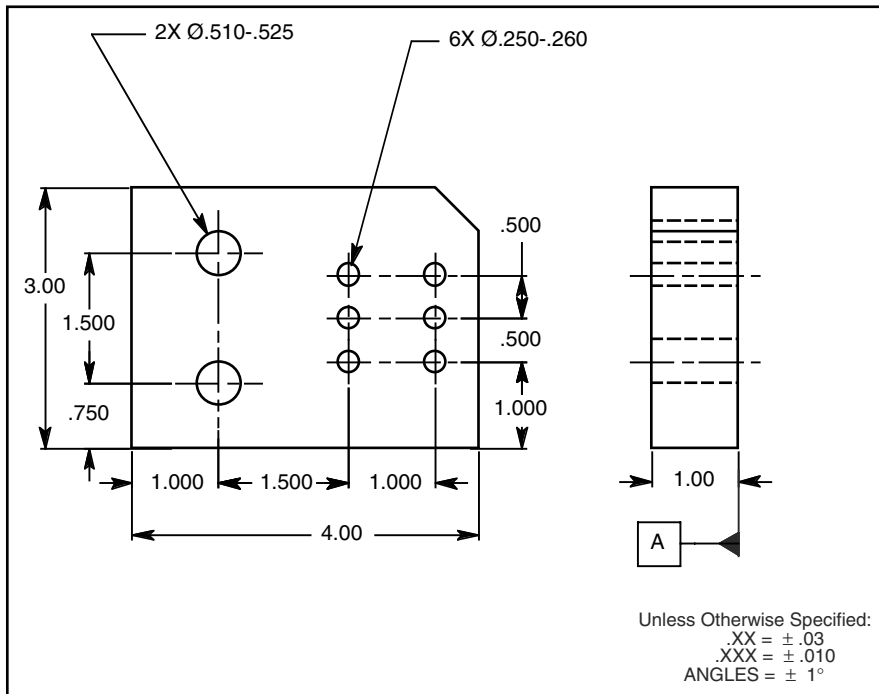 2X Ø.510-.525
6X Ø.250-.260
.500
3.00
1.500
.500
.750
1.000
1.000
1.500
1.000
1.00
4.00
A
Unless Otherwise Specified:
.XX = ± .03
.XXX = ± .010
ANGLES = ± 1°